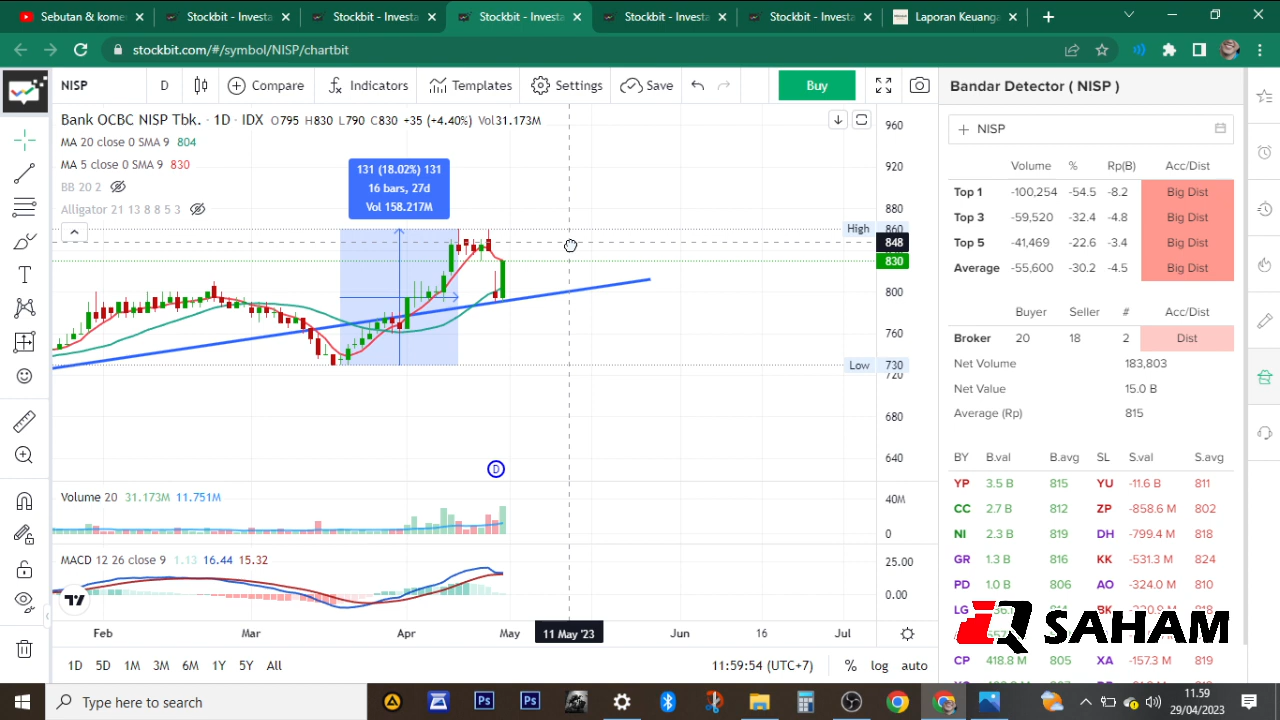 Sebutan & kome
Stockbit - Investa
Stockbit - Investa
Stockbit - Investa
Stockbit - Investa
Stockbit - Investa
Laporan Keuanga
stockbit.com/#/symbol/NISP/chartbit
NISP D Compare Indicators Templates Settings Save Buy
Bank OCBC NISP Tbk. · 1D · IDX O795 H830 L790 C830 +35 (+4.40%) Vol31.173M
MA 20 close 0 SMA 9 804
MA 5 close 0 SMA 9 830
BB 20 2
Alligator 21 13 8 8 5 3
131 (18.02%) 131
16 bars, 27d
Vol 158.217M
960
920
880
High 860
848
830
800
760
Low 730
720
680
640
D
Volume 20 31.173M 11.751M
40M
0
MACD 12 26 close 9 1.13 16.44 15.32
25.00
0.00
Feb Mar Apr May 11 May '23 Jun 16 Jul
1D 5D 1M 3M 6M 1Y 5Y All 11:59:54 (UTC+7) % log auto
Bandar Detector ( NISP )
NISP
Volume % Rp(B) Acc/Dist
Top 1 -100,254 -54.5 -8.2 Big Dist
Top 3 -59,520 -32.4 -4.8 Big Dist
Top 5 -41,469 -22.6 -3.4 Big Dist
Average -55,600 -30.2 -4.5 Big Dist
Buyer Seller # Acc/Dist
Broker 20 18 2 Dist
Net Volume 183,803
Net Value 15.0 B
Average (Rp) 815
BY B.val B.avg SL S.val S.avg
YP 3.5 B 815 YU -11.6 M 811
CC 2.7 B 812 ZP -858.6 M 802
NI 2.3 B 819 DH -799.4 M 818
GR 1.3 B 816 KK -531.3 M 824
PD 1.0 B 806 AO -324.0 M 810
LG BK
CP 418.8 M 805 XA -157.3 M 819
QR SAHAM
Type here to search
Ps
Ps
11.59
29/04/2023